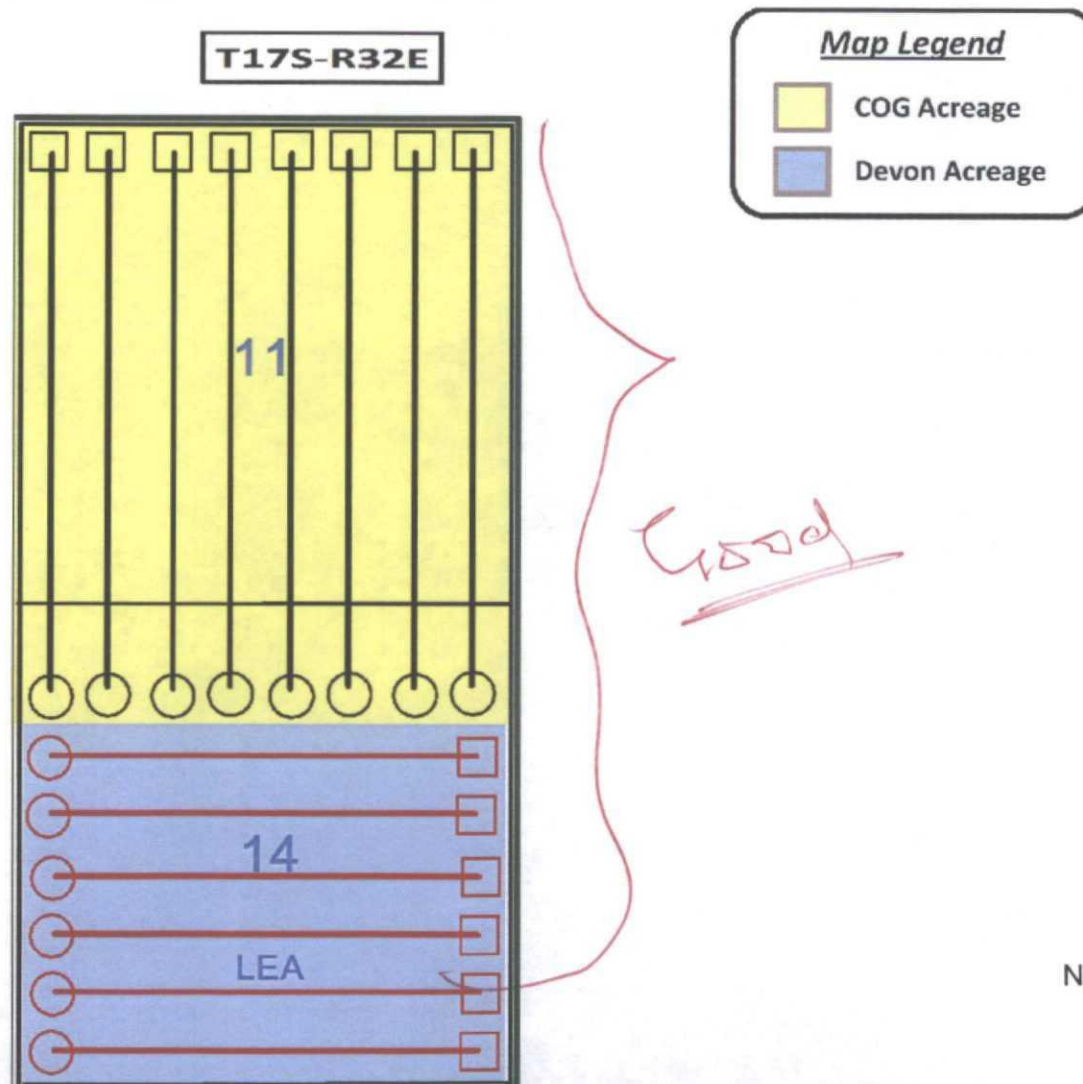 T17S-R32E
Map Legend
COG Acreage
Devon Acreage
11
Good
14
LEA
N